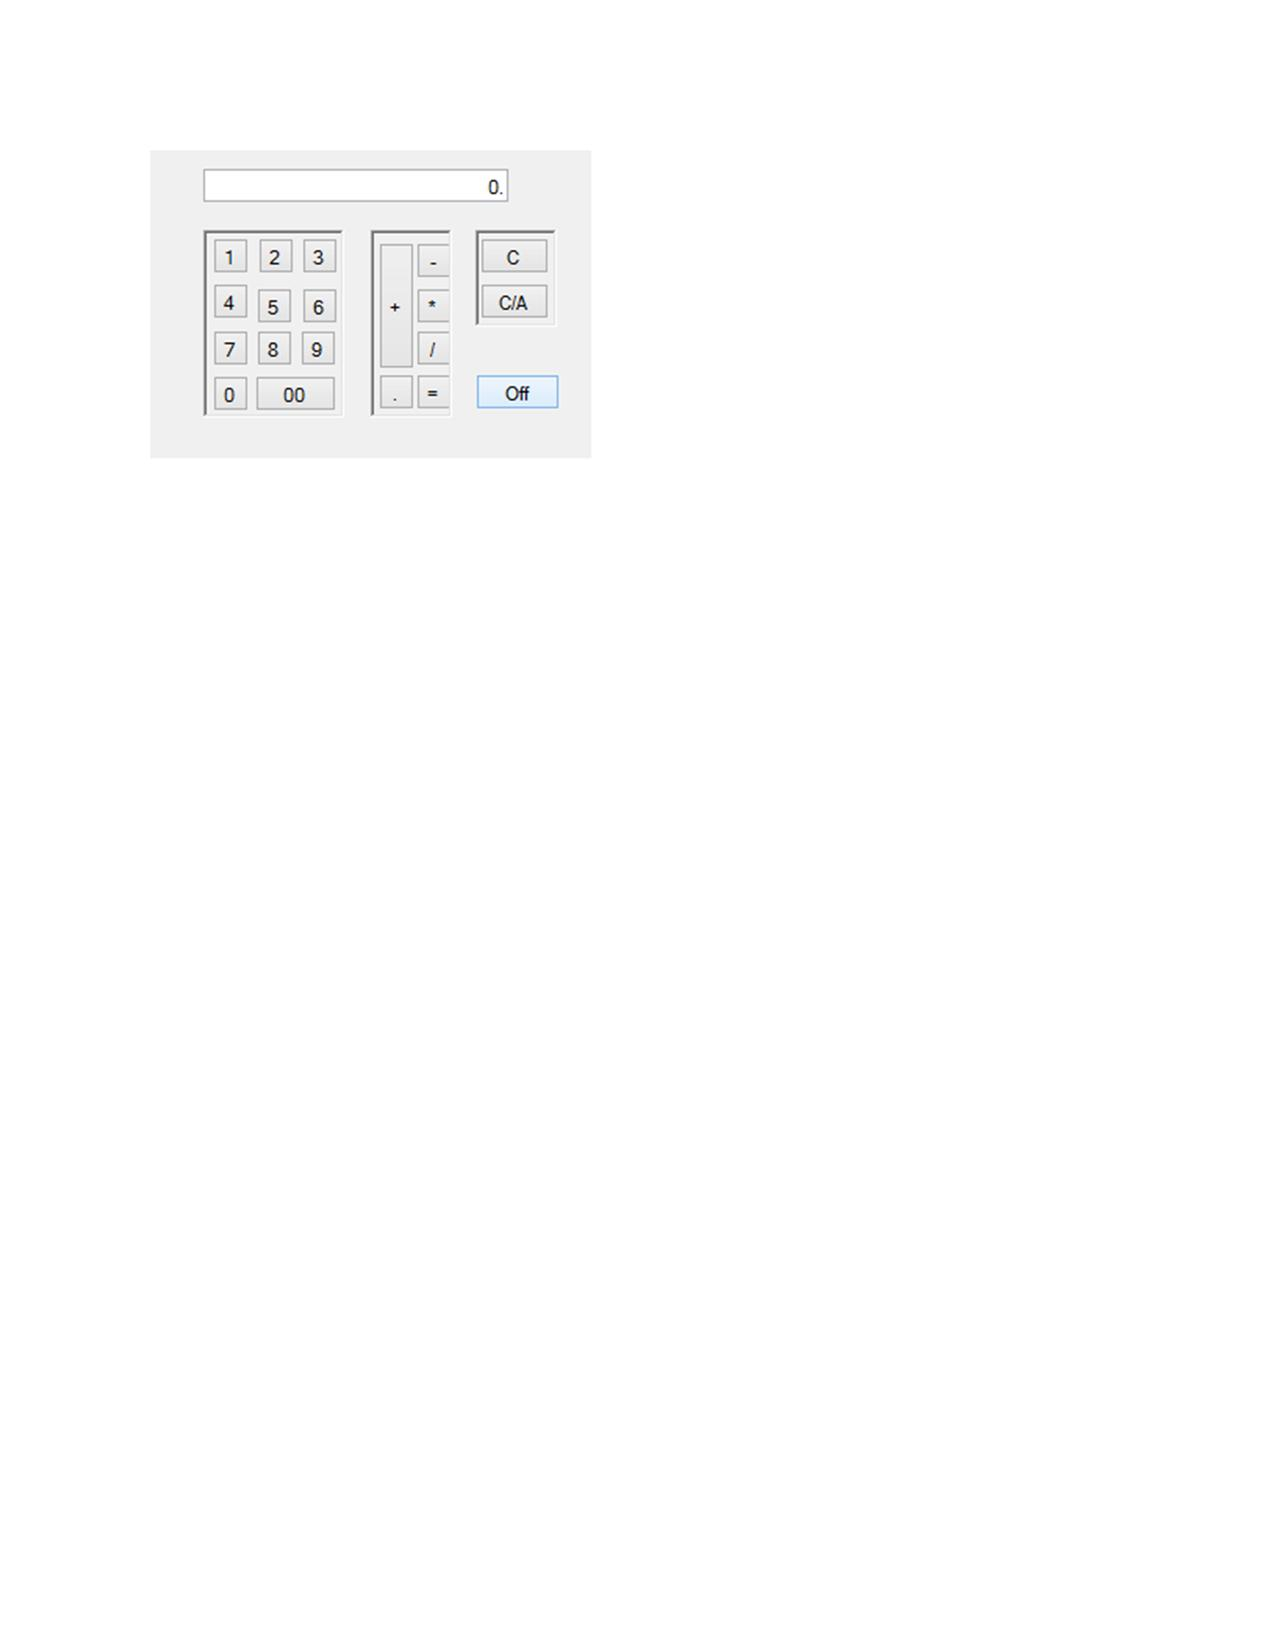 0.
1 2 3 - C
4 5 6 + * C/A
7 8 9 /
0 00 . = Off